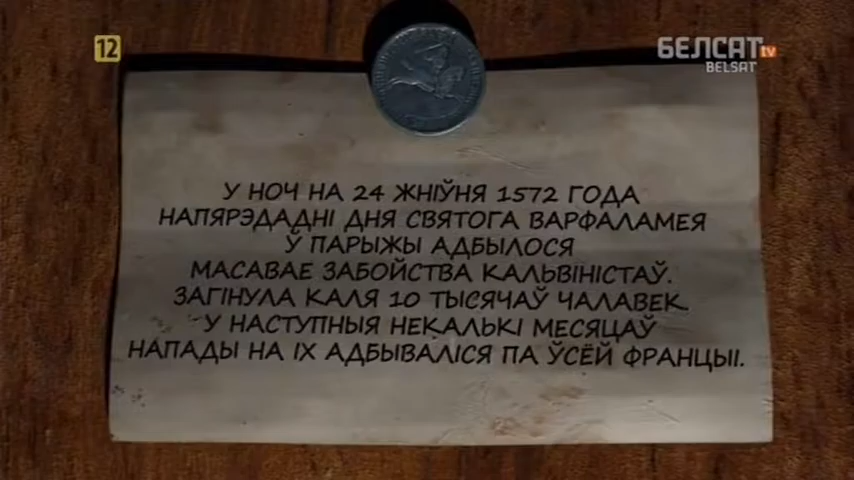 12
БЕЛСАТ tv
BELSAT
У НОЧ НА 24 ЖНІЎНЯ 1572 ГОДА
НАПЯРЭДАДНІ ДНЯ СВЯТОГА ВАРФАЛАМЕЯ
Ў ПАРЫЖЫ АДБЫЛОСЯ
МАСАВАЕ ЗАБОЙСТВА КАЛЬВІНІСТАЎ.
ЗАГІНУЛА КАЛЯ 10 ТЫСЯЧАЎ ЧАЛАВЕК.
У НАСТУПНЫЯ НЕКАЛЬКІ МЕСЯЦАЎ
НАПАДЫ НА ІХ АДБЫВАЛІСЯ ПА ЎСЁЙ ФРАНЦЫІ.